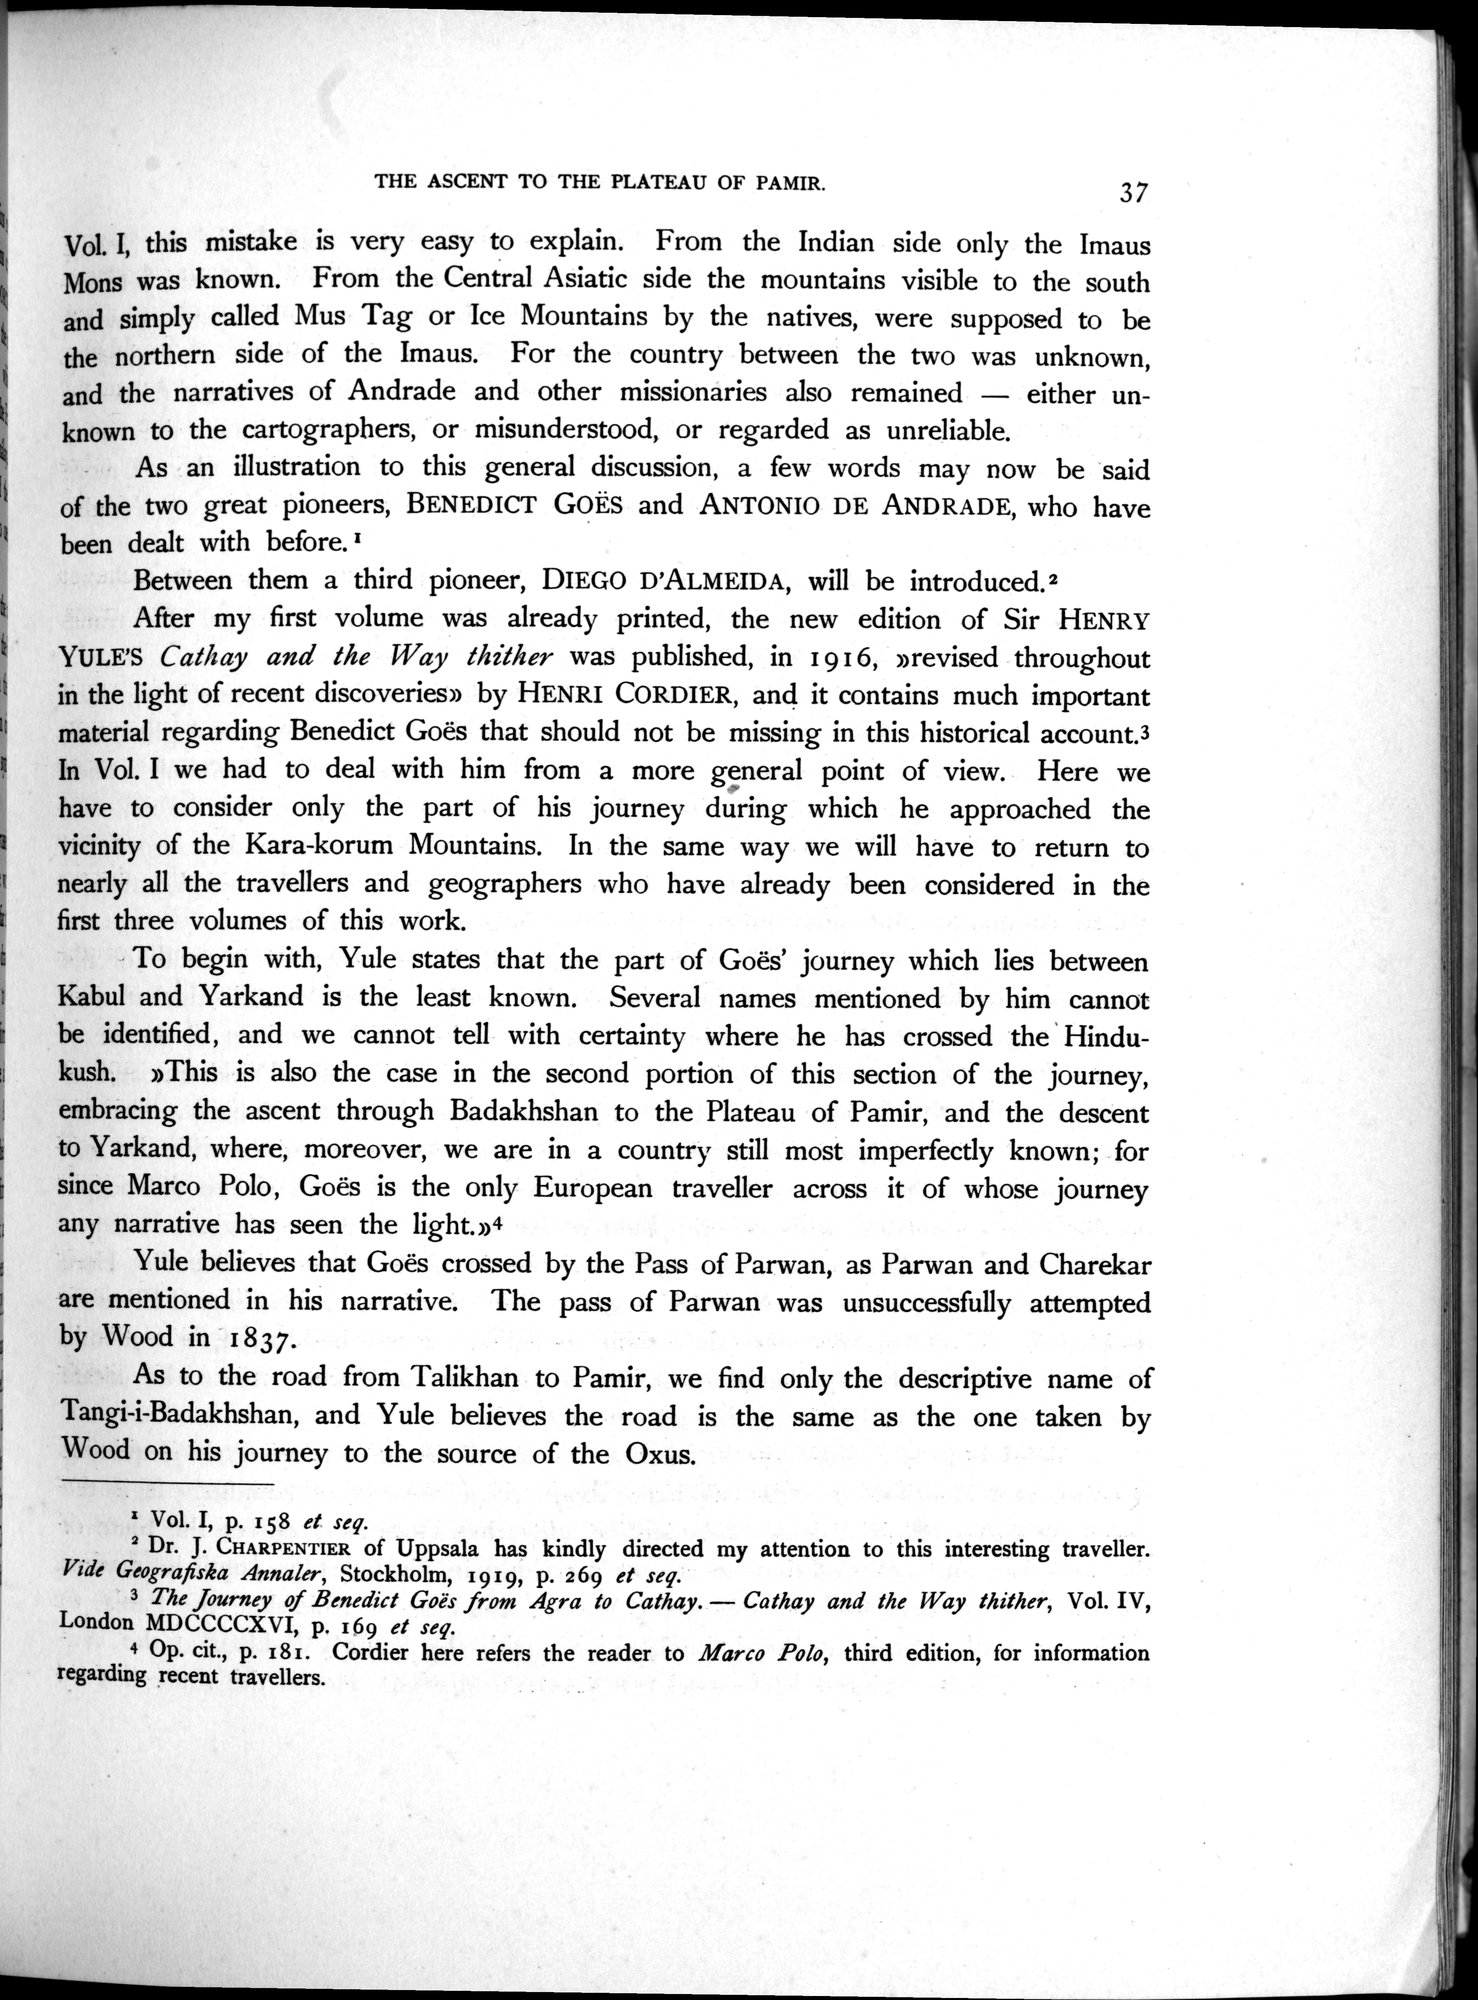 THE ASCENT TO THE PLATEAU OF PAMIR.
37
Vol. I, this mistake is very easy to explain. From the Indian side only the Imaus
Mons was known. From the Central Asiatic side the mountains visible to the south
and simply called Mus Tag or Ice Mountains by the natives, were supposed to be
the northern side of the Imaus. For the country between the two was unknown,
and the narratives of Andrade and other missionaries also remained — either un-
known to the cartographers, or misunderstood, or regarded as unreliable.
As an illustration to this general discussion, a few words may now be said
of the two great pioneers, BENEDICT GOËS and ANTONIO DE ANDRADE, who have
been dealt with before.¹
Between them a third pioneer, DIEGO D'ALMEIDA, will be introduced.²
After my first volume was already printed, the new edition of Sir HENRY
YULE'S Cathay and the Way thither was published, in 1916, »revised throughout
in the light of recent discoveries» by HENRI CORDIER, and it contains much important
material regarding Benedict Goës that should not be missing in this historical account.³
In Vol. I we had to deal with him from a more general point of view. Here we
have to consider only the part of his journey during which he approached the
vicinity of the Kara-korum Mountains. In the same way we will have to return to
nearly all the travellers and geographers who have already been considered in the
first three volumes of this work.
To begin with, Yule states that the part of Goës' journey which lies between
Kabul and Yarkand is the least known. Several names mentioned by him cannot
be identified, and we cannot tell with certainty where he has crossed the Hindu-
kush. »This is also the case in the second portion of this section of the journey,
embracing the ascent through Badakhshan to the Plateau of Pamir, and the descent
to Yarkand, where, moreover, we are in a country still most imperfectly known; for
since Marco Polo, Goës is the only European traveller across it of whose journey
any narrative has seen the light.»⁴
Yule believes that Goës crossed by the Pass of Parwan, as Parwan and Charekar
are mentioned in his narrative. The pass of Parwan was unsuccessfully attempted
by Wood in 1837.
As to the road from Talikhan to Pamir, we find only the descriptive name of
Tangi-i-Badakhshan, and Yule believes the road is the same as the one taken by
Wood on his journey to the source of the Oxus.
¹ Vol. I, p. 158 et seq.
² Dr. J. CHARPENTIER of Uppsala has kindly directed my attention to this interesting traveller.
Vide Geografiska Annaler, Stockholm, 1919, p. 269 et seq.
³ The Journey of Benedict Goës from Agra to Cathay. — Cathay and the Way thither, Vol. IV,
London MDCCCCXVI, p. 169 et seq.
⁴ Op. cit., p. 181. Cordier here refers the reader to Marco Polo, third edition, for information
regarding recent travellers.